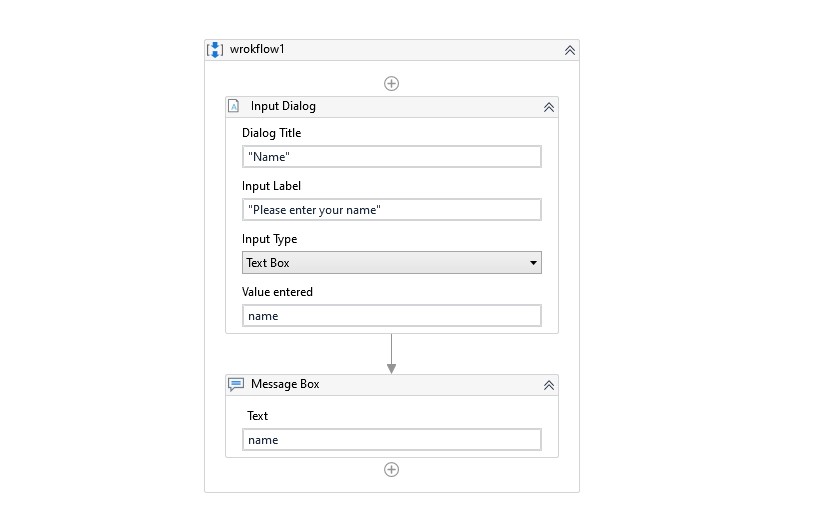 wrokflow1
Input Dialog
Dialog Title
"Name"
Input Label
"Please enter your name"
Input Type
Text Box
Value entered
name
Message Box
Text
name